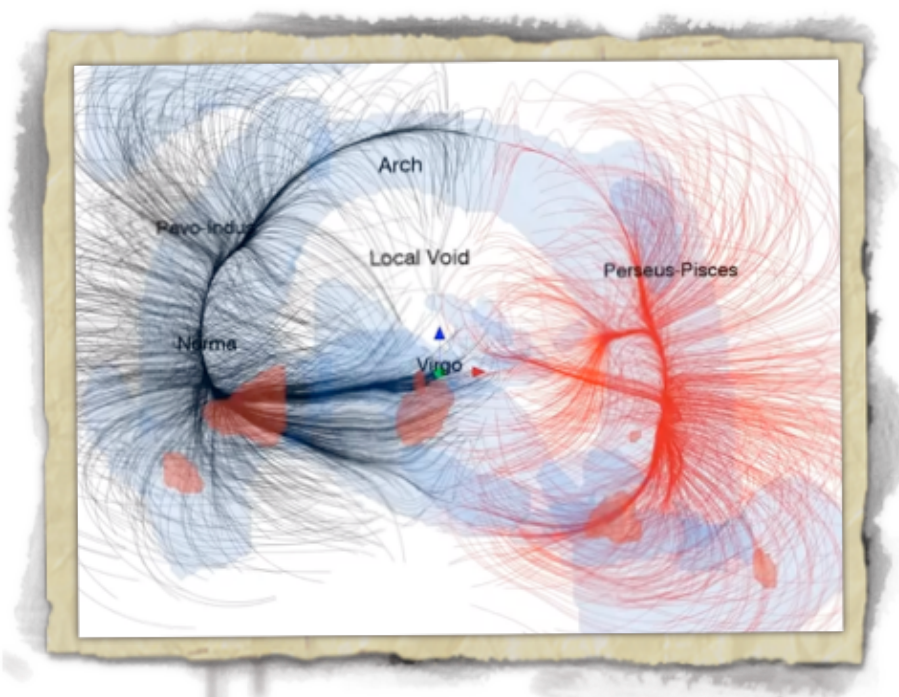 Arch
Pavo-Indus
Local Void
Perseus-Pisces
Norma
Virgo